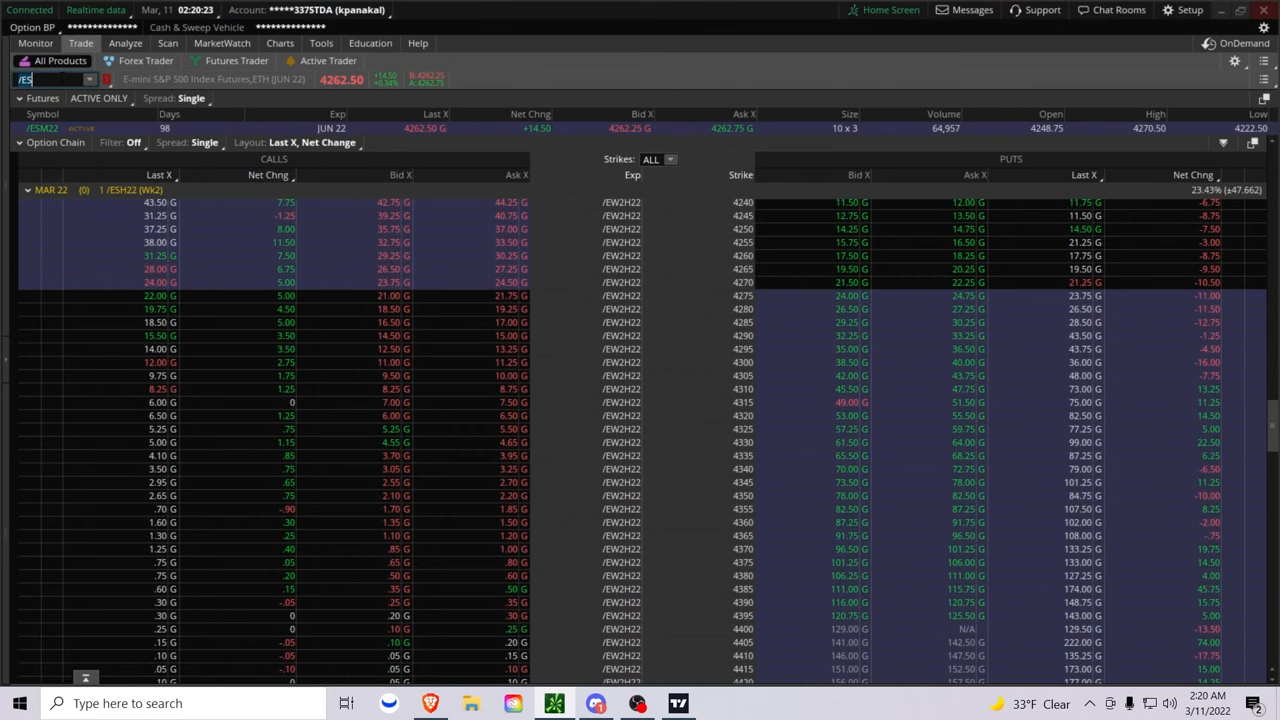 Connected Realtime data Mar, 11 02:20:23 Account: *****3375TDA (kpanakal) Home Screen Messages Support Chat Rooms Setup
Option BP ************** Cash & Sweep Vehicle **************
Monitor Trade Analyze Scan MarketWatch Charts Tools Education Help OnDemand
All Products Forex Trader Futures Trader Active Trader
/ES E-mini S&P 500 Index Futures,ETH (JUN 22) 4262.50 +14.50 +0.34% B: 4262.25 A: 4262.75
Futures ACTIVE ONLY Spread: Single
Symbol Days Exp Last X Net Chng Bid X Ask X Size Volume Open High Low
/ESM22 ACTIVE 98 JUN 22 4262.50 G +14.50 4262.25 G 4262.75 G 10 x 3 64,957 4248.75 4270.50 4222.50
Option Chain Filter: Off Spread: Single Layout: Last X, Net Change
CALLS Strikes: ALL PUTS
Last X Net Chng Bid X Ask X Exp Strike Bid X Ask X Last X Net Chng
MAR 22 (0) 1 /ESH22 (Wk2) 23.43% (±47.662)
43.50 G 7.75 42.75 G 44.25 G /EW2H22 4240 11.50 G 12.00 G 11.75 G -6.75
31.25 G -1.25 39.25 G 40.75 G /EW2H22 4245 12.75 G 13.50 G 11.50 G -8.75
37.25 G 8.00 35.75 G 37.00 G /EW2H22 4250 14.25 G 14.75 G 14.50 G -7.50
38.00 G 11.50 32.75 G 33.50 G /EW2H22 4255 15.75 G 16.50 G 21.25 G -3.00
31.25 G 7.50 29.25 G 30.25 G /EW2H22 4260 17.50 G 18.25 G 17.75 G -8.75
28.00 G 6.75 26.50 G 27.25 G /EW2H22 4265 19.50 G 20.25 G 19.50 G -9.50
24.00 G 5.00 23.75 G 24.50 G /EW2H22 4270 21.50 G 22.25 G 21.25 G -10.50
22.00 G 5.00 21.00 G 21.75 G /EW2H22 4275 24.00 G 24.75 G 23.75 G -11.00
19.75 G 4.50 18.50 G 19.25 G /EW2H22 4280 26.50 G 27.25 G 26.50 G -11.50
18.50 G 5.00 16.50 G 17.00 G /EW2H22 4285 29.25 G 30.25 G 28.50 G -12.75
15.50 G 3.50 14.50 G 15.00 G /EW2H22 4290 32.25 G 33.25 G 43.75 G -1.25
14.00 G 3.50 12.50 G 13.25 G /EW2H22 4295 35.00 G 36.50 G 43.75 G -4.50
12.00 G 2.75 11.00 G 11.25 G /EW2H22 4300 38.50 G 40.00 G 36.00 G -16.00
9.75 G 1.75 9.50 G 10.00 G /EW2H22 4305 42.00 G 43.75 G 48.00 G -7.75
8.25 G 1.25 8.25 G 8.75 G /EW2H22 4310 45.50 G 47.75 G 73.00 G 13.25
6.00 G 0 7.00 G 7.50 G /EW2H22 4315 49.00 G 51.50 G 75.00 G 11.25
6.50 G 1.25 6.00 G 6.50 G /EW2H22 4320 53.00 G 55.50 G 82.50 G 14.50
5.25 G .75 5.25 G 5.50 G /EW2H22 4325 57.25 G 59.75 G 77.25 G 5.00
5.00 G 1.15 4.55 G 4.65 G /EW2H22 4330 61.50 G 64.00 G 99.00 G 22.50
4.10 G .85 3.70 G 3.95 G /EW2H22 4335 65.50 G 68.25 G 87.25 G 6.25
3.50 G .75 3.05 G 3.25 G /EW2H22 4340 70.00 G 72.75 G 79.00 G -6.50
2.95 G .65 2.55 G 2.70 G /EW2H22 4345 73.50 G 78.00 G 101.25 G 11.25
2.65 G .75 2.10 G 2.20 G /EW2H22 4350 78.00 G 82.50 G 84.75 G -10.00
.70 G -.90 1.70 G 1.85 G /EW2H22 4355 82.50 G 87.25 G 107.50 G 8.25
1.60 G .30 1.35 G 1.50 G /EW2H22 4360 87.25 G 91.75 G 102.00 G -2.00
1.30 G .25 1.10 G 1.20 G /EW2H22 4365 91.75 G 96.50 G 108.00 G -.75
1.25 G .40 .85 G 1.00 G /EW2H22 4370 96.50 G 101.25 G 133.25 G 19.75
.75 G .05 .65 G .80 G /EW2H22 4375 101.25 G 106.00 G 133.00 G 14.50
.75 G .20 .50 G .60 G /EW2H22 4380 106.25 G 111.00 G 127.25 G 4.00
.60 G .15 .39 G .50 G /EW2H22 4385 111.00 G 115.75 G 174.00 G 45.75
.30 G -.05 .25 G .35 G /EW2H22 4390 116.00 G 120.75 G 148.75 G 15.75
.30 G 0 .20 G .30 G /EW2H22 4395 120.75 G 125.50 G 143.00 G 5.00
.25 G 0 .10 G .25 G /EW2H22 4400 129.00 G N/A 129.50 G -13.50
.15 G -.05 .10 G .20 G /EW2H22 4405 141.00 G 142.50 G 226.00 G 74.00
.10 G -.05 .05 G .15 G /EW2H22 4410 146.00 G 147.50 G 135.25 G -17.75
.05 G -.10 .05 G .10 G /EW2H22 4415 151.00 G 152.50 G 173.00 G 15.00
Type here to search 33°F Clear 2:20 AM
3/11/2022 2